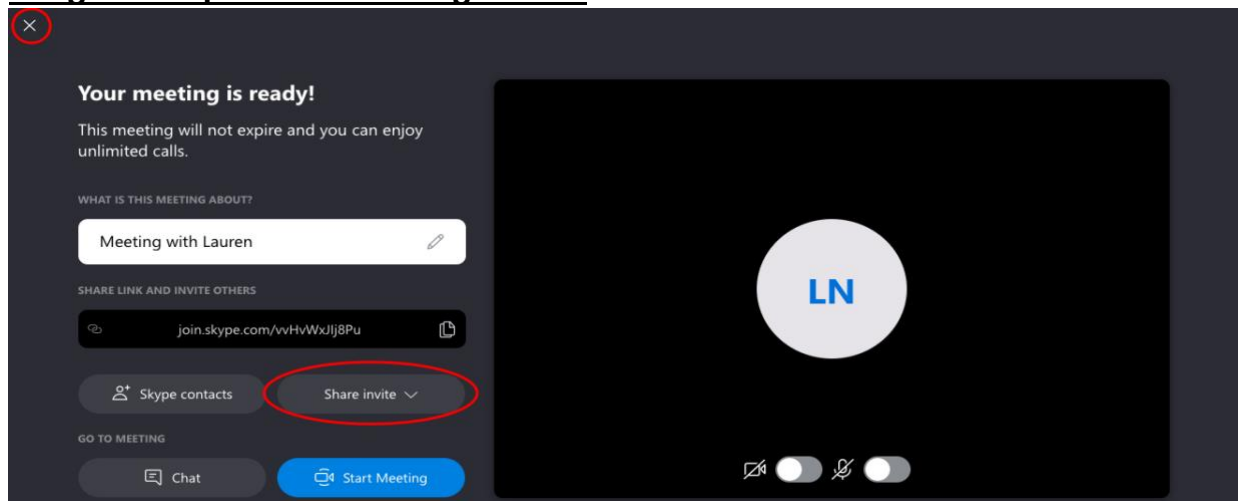 Your meeting is ready!
This meeting will not expire and you can enjoy
unlimited calls.
WHAT IS THIS MEETING ABOUT?
Meeting with Lauren
SHARE LINK AND INVITE OTHERS
join.skype.com/vvHvWxJIj8Pu
Skype contacts
Share invite
GO TO MEETING
Chat
Start Meeting
LN